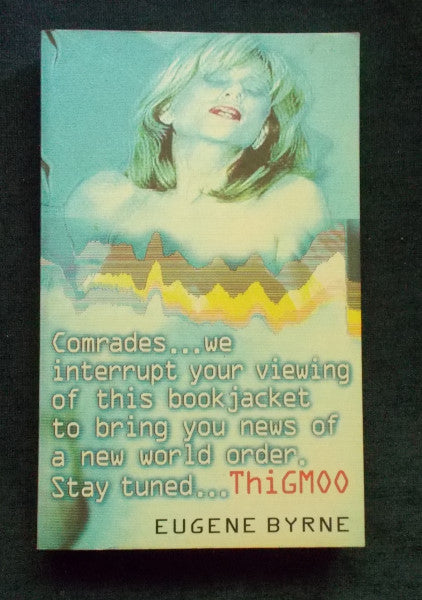 Comrades...we
interrupt your viewing
of this bookjacket
to bring you news of
a new world order.
Stay tuned...ThiGMOO
EUGENE BYRNE